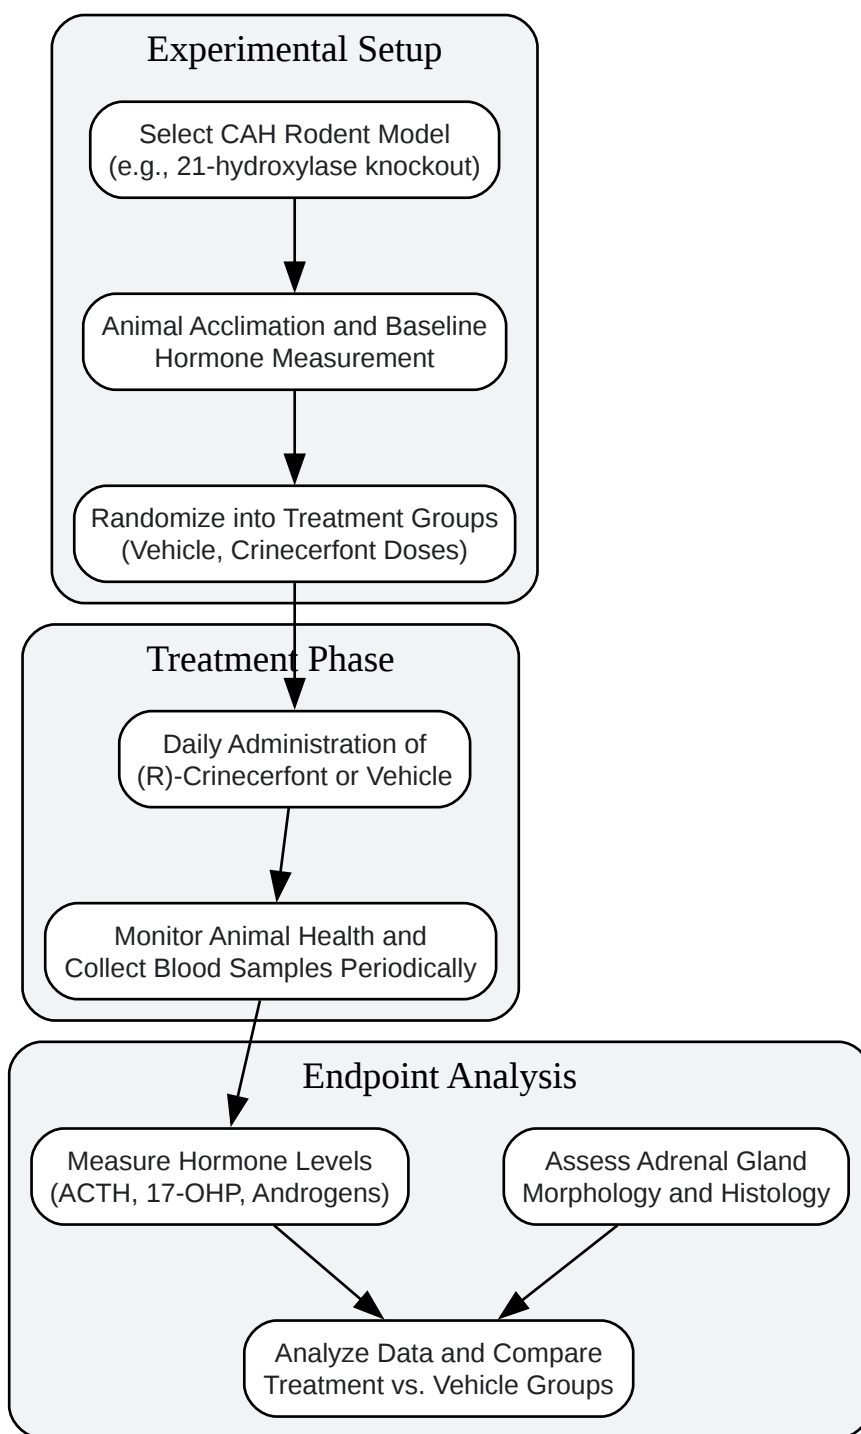 Experimental Setup
Select CAH Rodent Model
(e.g., 21-hydroxylase knockout)
Animal Acclimation and Baseline
Hormone Measurement
Randomize into Treatment Groups
(Vehicle, Crinecerfont Doses)
Treatment Phase
Daily Administration of
(R)-Crinecerfont or Vehicle
Monitor Animal Health and
Collect Blood Samples Periodically
Endpoint Analysis
Measure Hormone Levels
(ACTH, 17-OHP, Androgens)
Assess Adrenal Gland
Morphology and Histology
Analyze Data and Compare
Treatment vs. Vehicle Groups